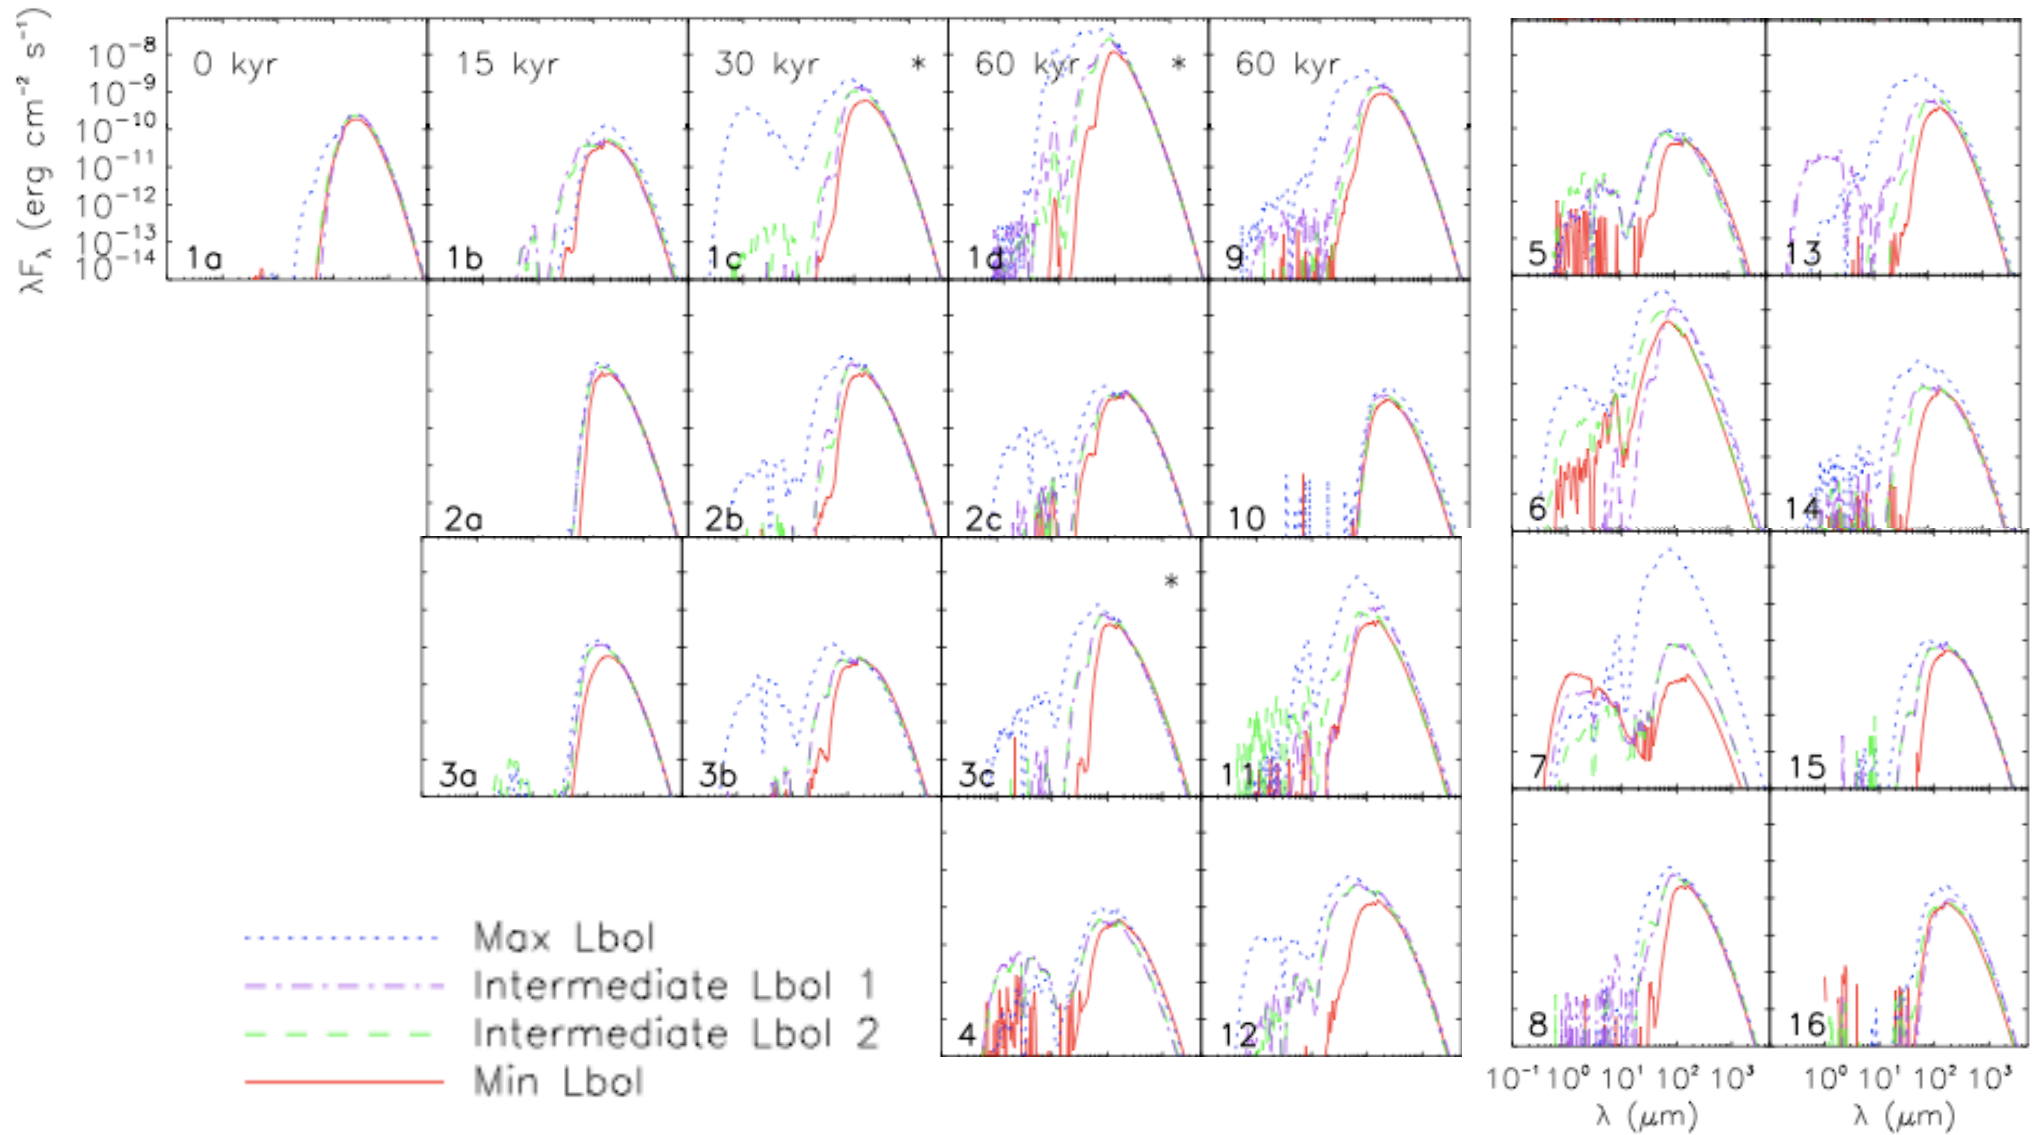 λFλ (erg cm⁻² s⁻¹)
10⁻⁸
10⁻⁹
10⁻¹⁰
10⁻¹¹
10⁻¹²
10⁻¹³
10⁻¹⁴
0 kyr
15 kyr
30 kyr *
60 kyr *
60 kyr
1a
1b
1c
1d
9
5
13
2a
2b
2c
10
6
14
*
3a
3b
3c
11
7
15
4
12
8
16
Max Lbol
Intermediate Lbol 1
Intermediate Lbol 2
Min Lbol
10⁻¹ 10⁰ 10¹ 10² 10³
10⁰ 10¹ 10² 10³
λ (μm)
λ (μm)